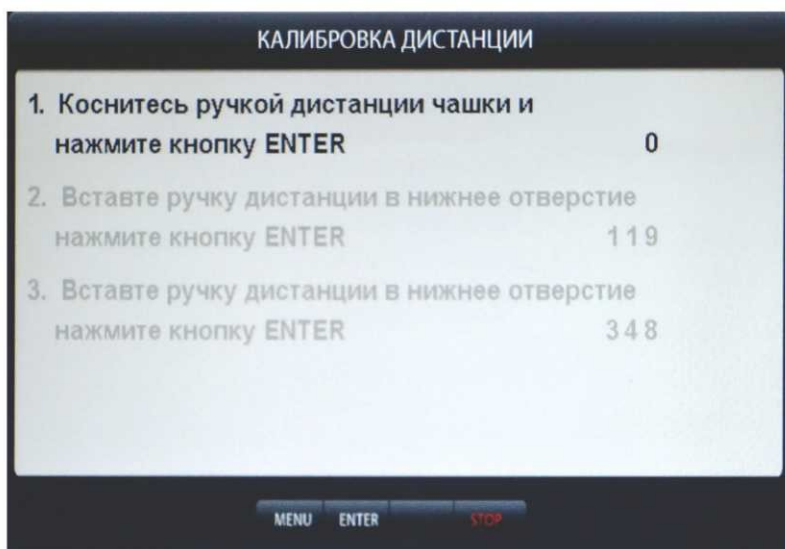 КАЛИБРОВКА ДИСТАНЦИИ
1. Коснитесь ручкой дистанции чашки и
нажмите кнопку ENTER 0
2. Вставте ручку дистанции в нижнее отверстие
нажмите кнопку ENTER 119
3. Вставте ручку дистанции в нижнее отверстие
нажмите кнопку ENTER 348
MENU ENTER STOP